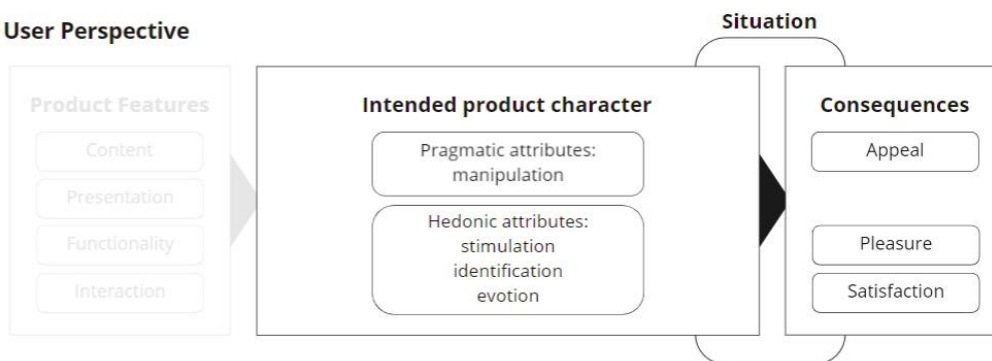 User Perspective
Situation
Product Features
Content
Presentation
Functionality
Interaction
Intended product character
Pragmatic attributes:
manipulation
Hedonic attributes:
stimulation
identification
evotion
Consequences
Appeal
Pleasure
Satisfaction